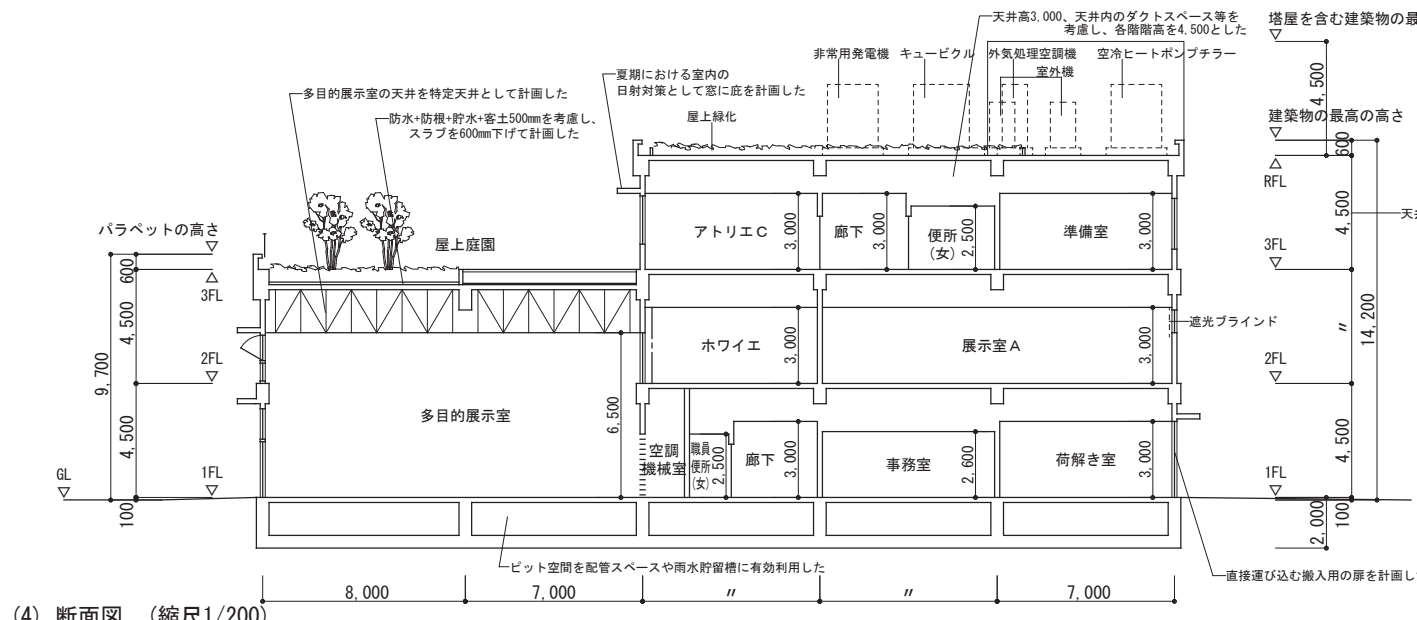 天井高3,000、天井内のダクトスペース等を
考慮し、各階階高を4,500とした
塔屋を含む建築物の最
非常用発電機
キュービクル
外気処理空調機
室外機
空冷ヒートポンプチラー
夏期における室内の
日射対策として窓に庇を計画した
多目的展示室の天井を特定天井として計画した
防水+防根+貯水+客土500mmを考慮し、
スラブを600mm下げて計画した
屋上緑化
4,500
建築物の最高の高さ
600
RFL
パラペットの高さ
屋上庭園
アトリエC
3,000
廊下
3,000
便所
(女)
2,500
準備室
3,000
4,500
天井
3FL
600
3FL
4,500
9,700
2FL
4,500
GL
1FL
100
ホワイエ
3,000
展示室A
3,000
遮光ブラインド
〃
14,200
2FL
多目的展示室
6,500
空調
機械室
職員
便所
(女)
2,500
廊下
3,000
事務室
2,600
荷解き室
3,000
4,500
1FL
2,000
100
ピット空間を配管スペースや雨水貯留槽に有効利用した
直接運び込む搬入用の扉を計画し
8,000
7,000
〃
〃
7,000
(4) 断面図 (縮尺1/200)